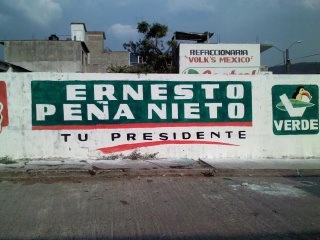 REFACCIONARIA
"VOLK'S MEXICO"
ERNESTO
PEÑA NIETO
TU PRESIDENTE
VERDE